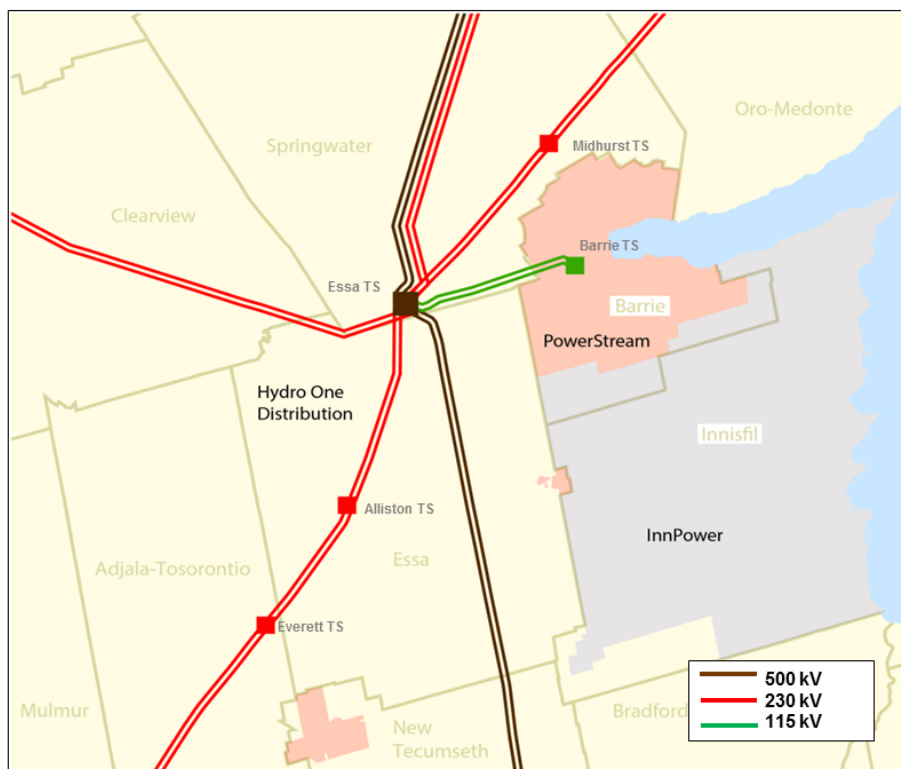 Oro-Medonte
Springwater
Midhurst TS
Clearview
Barrie TS
Essa TS
Barrie
PowerStream
Hydro One
Distribution
Innisfil
Alliston TS
InnPower
Essa
Adjala-Tosorontio
Everett TS
500 kV
230 kV
115 kV
Mulmur
New
Tecumseth
Bradford